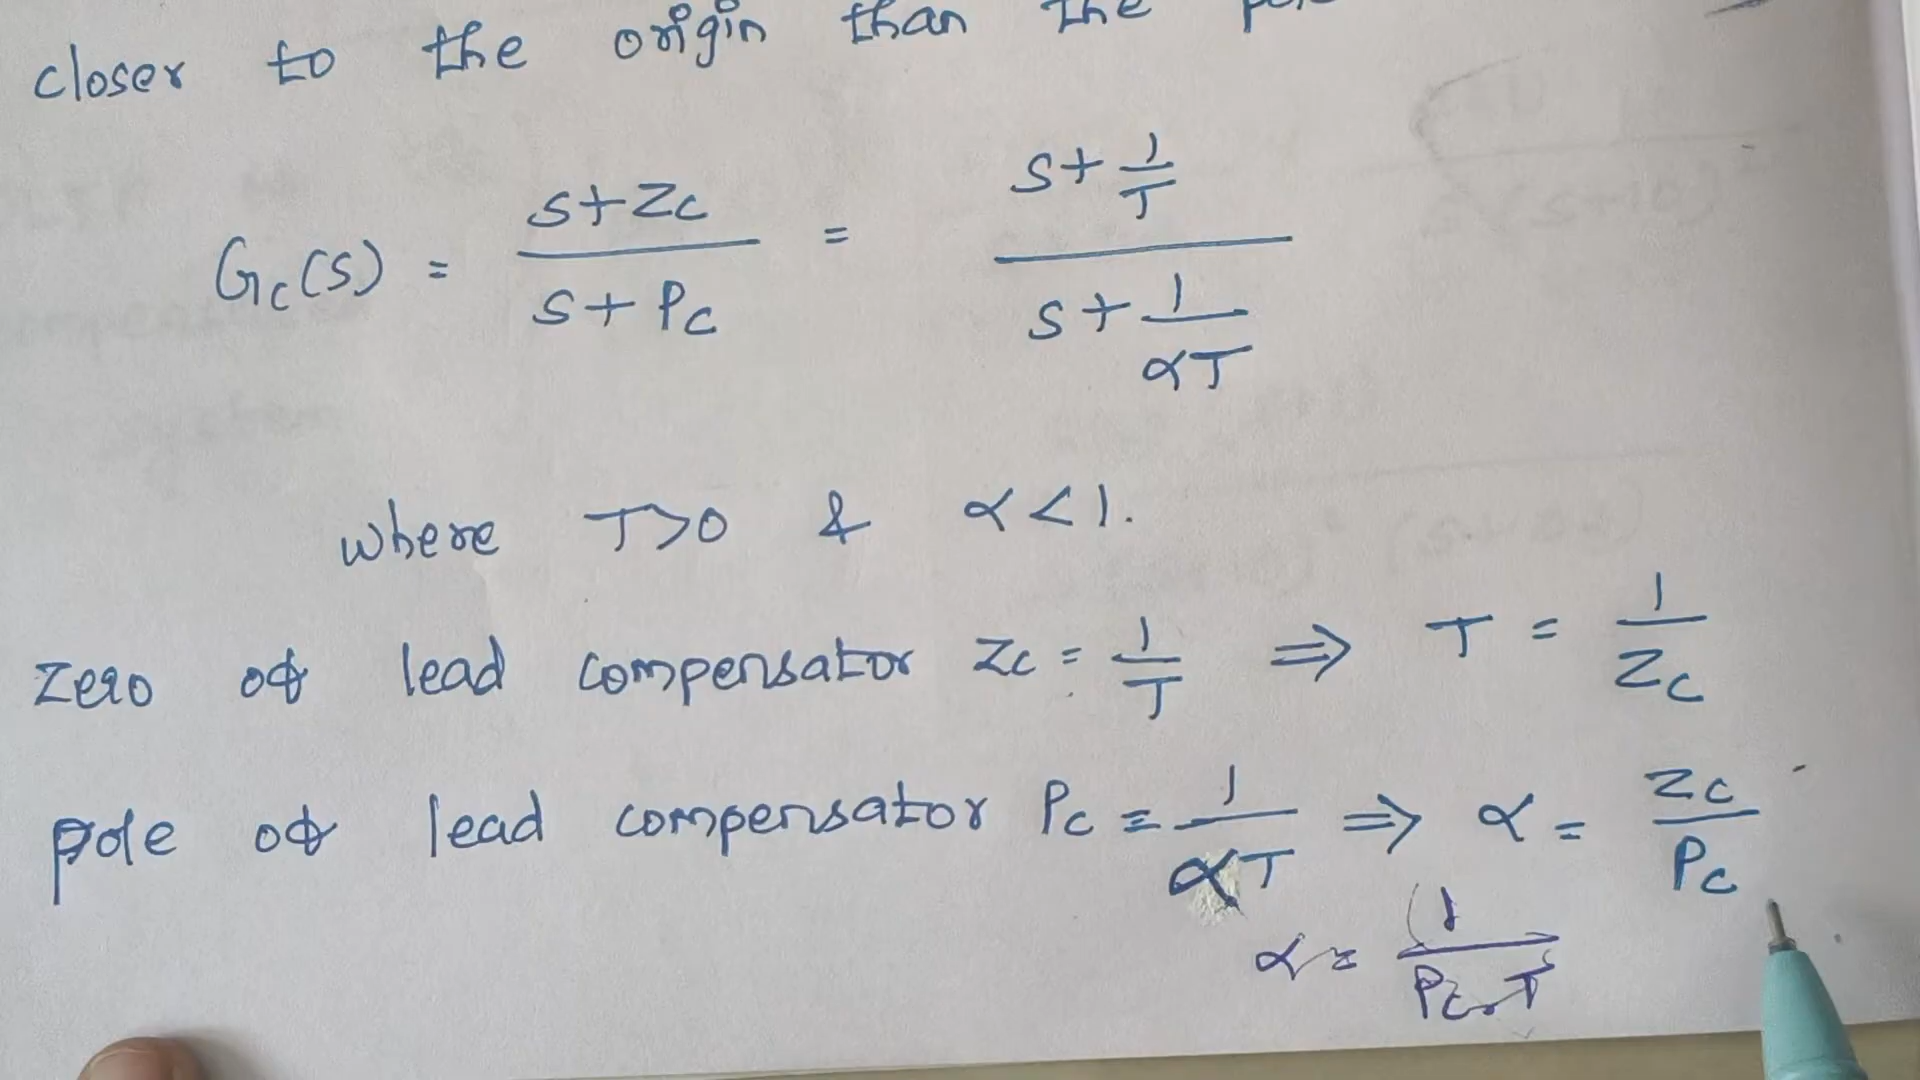 closer to the origin than the
Gc(s) = s+Zc / s+Pc = s+1/T / s+1/αT
where T>0 & α<1.
zero of lead compensator Zc = 1/T ⇒ T = 1/Zc
pole of lead compensator Pc = 1/αT ⇒ α = Zc/Pc
α = 1/Pc.T